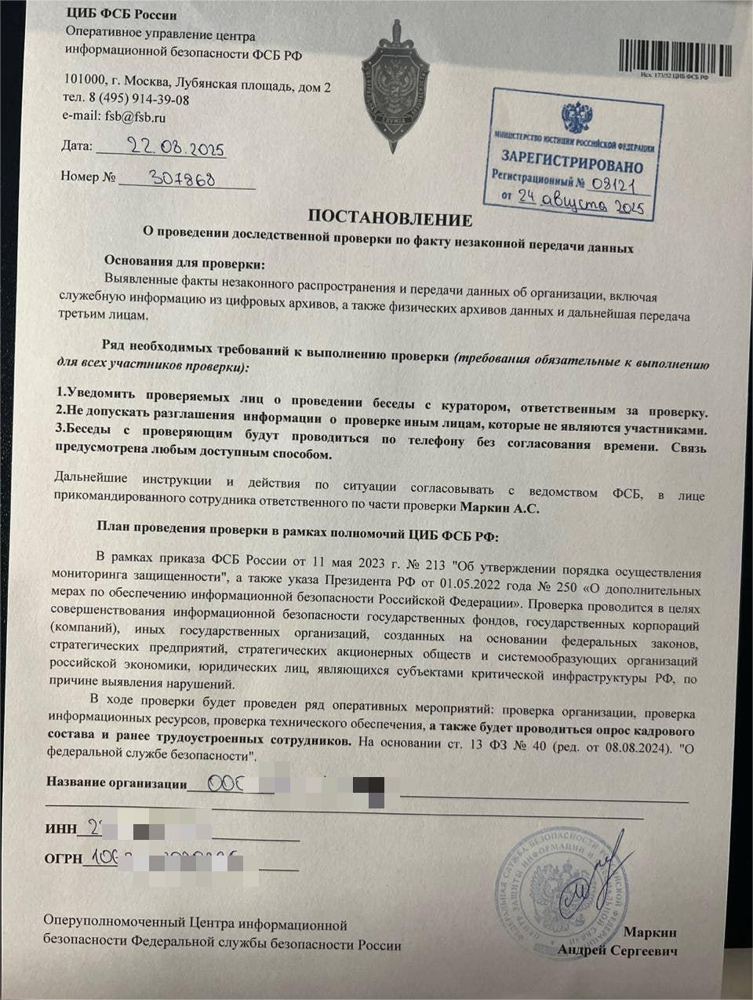 ЦИБ ФСБ России
Оперативное управление центра
информационной безопасности ФСБ РФ
101000, г. Москва, Лубянская площадь, дом 2
тел. 8 (495) 914-39-08
e-mail: fsb@fsb.ru
Дата: 22.08.2025
Номер № 307868
Исх. 173/52 ЦИБ ФСБ РФ
МИНИСТЕРСТВО ЮСТИЦИИ РОССИЙСКОЙ ФЕДЕРАЦИИ
ЗАРЕГИСТРИРОВАНО
Регистрационный № 08121
от 24 августа 2025
ПОСТАНОВЛЕНИЕ
О проведении доследственной проверки по факту незаконной передачи данных
Основания для проверки:
Выявленные факты незаконного распространения и передачи данных об организации, включая
служебную информацию из цифровых архивов, а также физических архивов данных и дальнейшая передача
третьим лицам.
Ряд необходимых требований к выполнению проверки (требования обязательные к выполнению
для всех участников проверки):
1.Уведомить проверяемых лиц о проведении беседы с куратором, ответственным за проверку.
2.Не допускать разглашения информации о проверке иным лицам, которые не являются участниками.
3.Беседы с проверяющим будут проводиться по телефону без согласования времени. Связь
предусмотрена любым доступным способом.
Дальнейшие инструкции и действия по ситуации согласовывать с ведомством ФСБ, в лице
прикомандированного сотрудника ответственного по части проверки Маркин А.С.
План проведения проверки в рамках полномочий ЦИБ ФСБ РФ:
В рамках приказа ФСБ России от 11 мая 2023 г. № 213 "Об утверждении порядка осуществления
мониторинга защищенности", а также указа Президента РФ от 01.05.2022 года № 250 «О дополнительных
мерах по обеспечению информационной безопасности Российской Федерации». Проверка проводится в целях
совершенствования информационной безопасности государственных фондов, государственных корпораций
(компаний), иных государственных организаций, созданных на основании федеральных законов,
стратегических предприятий, стратегических акционерных обществ и системообразующих организаций
российской экономики, юридических лиц, являющихся субъектами критической инфраструктуры РФ, по
причине выявления нарушений.
В ходе проверки будет проведен ряд оперативных мероприятий: проверка организации, проверка
информационных ресурсов, проверка технического обеспечения, а также будет проводиться опрос кадрового
состава и ранее трудоустроенных сотрудников. На основании ст. 13 ФЗ № 40 (ред. от 08.08.2024). "О
федеральной службе безопасности".
Название организации ООО
ИНН 2
ОГРН 10
Оперуполномоченный Центра информационной
безопасности Федеральной службы безопасности России
Маркин
Андрей Сергеевич